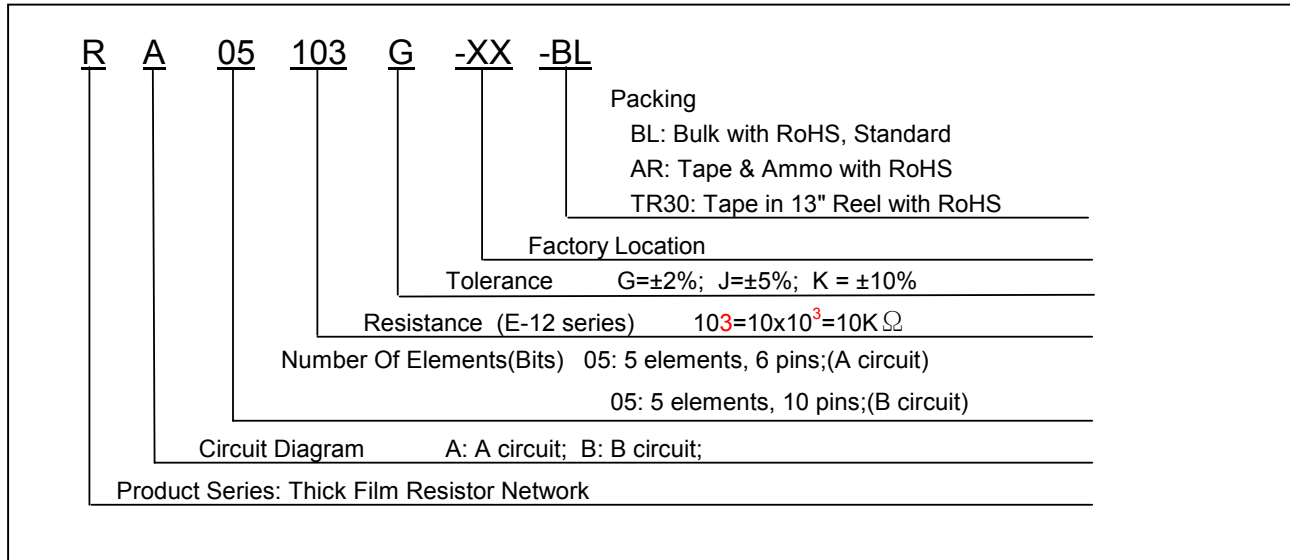 R A 05 103 G -XX -BL
Packing
BL: Bulk with RoHS, Standard
AR: Tape & Ammo with RoHS
TR30: Tape in 13" Reel with RoHS
Factory Location
Tolerance G=±2%; J=±5%; K = ±10%
Resistance (E-12 series) 103=10x10³=10KΩ
Number Of Elements(Bits) 05: 5 elements, 6 pins;(A circuit)
05: 5 elements, 10 pins;(B circuit)
Circuit Diagram A: A circuit; B: B circuit;
Product Series: Thick Film Resistor Network